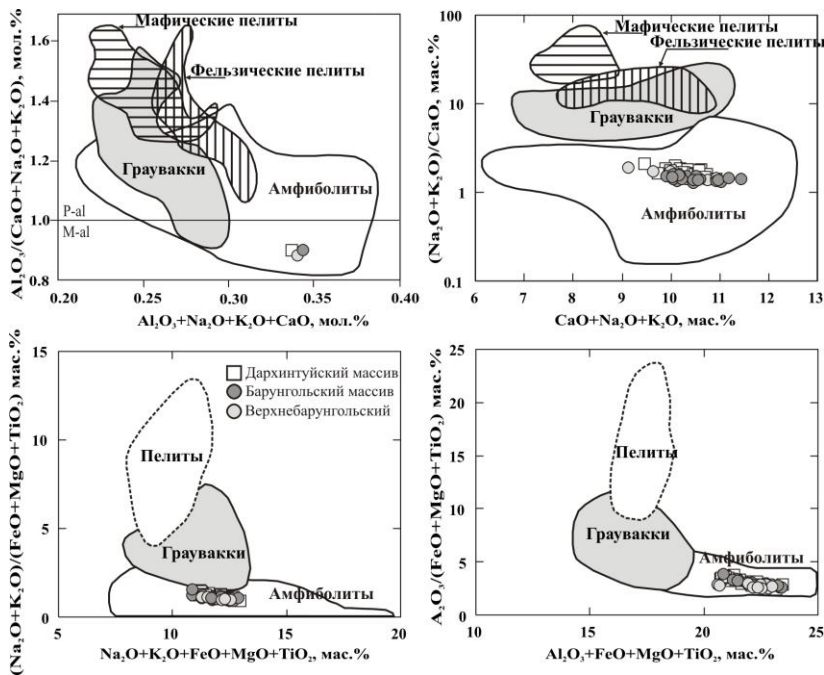 Al₂O₃/(CaO+Na₂O+K₂O), мол.%
1.6
1.4
1.2
1.0
0.8
0.20
0.25
0.30
0.35
0.40
Al₂O₃+Na₂O+K₂O+CaO, мол.%
Мафические пелиты
Фельзические пелиты
Граувакки
Амфиболиты
P-al
M-al
(Na₂O+K₂O)/CaO, мас.%
100
10
1
0.1
6
7
8
9
10
11
12
13
CaO+Na₂O+K₂O, мас.%
Мафические пелиты
Фельзические пелиты
Граувакки
Амфиболиты
(Na₂O+K₂O)/(FeO+MgO+TiO₂) мас.%
15
10
5
0
5
10
15
20
Na₂O+K₂O+FeO+MgO+TiO₂, мас.%
Дархинтуйский массив
Барунгольский массив
Верхнебарунгольский
Пелиты
Граувакки
Амфиболиты
A₂O₃/(FeO+MgO+TiO₂) мас.%
25
20
15
10
5
0
10
15
20
25
Al₂O₃+FeO+MgO+TiO₂, мас.%
Пелиты
Граувакки
Амфиболиты